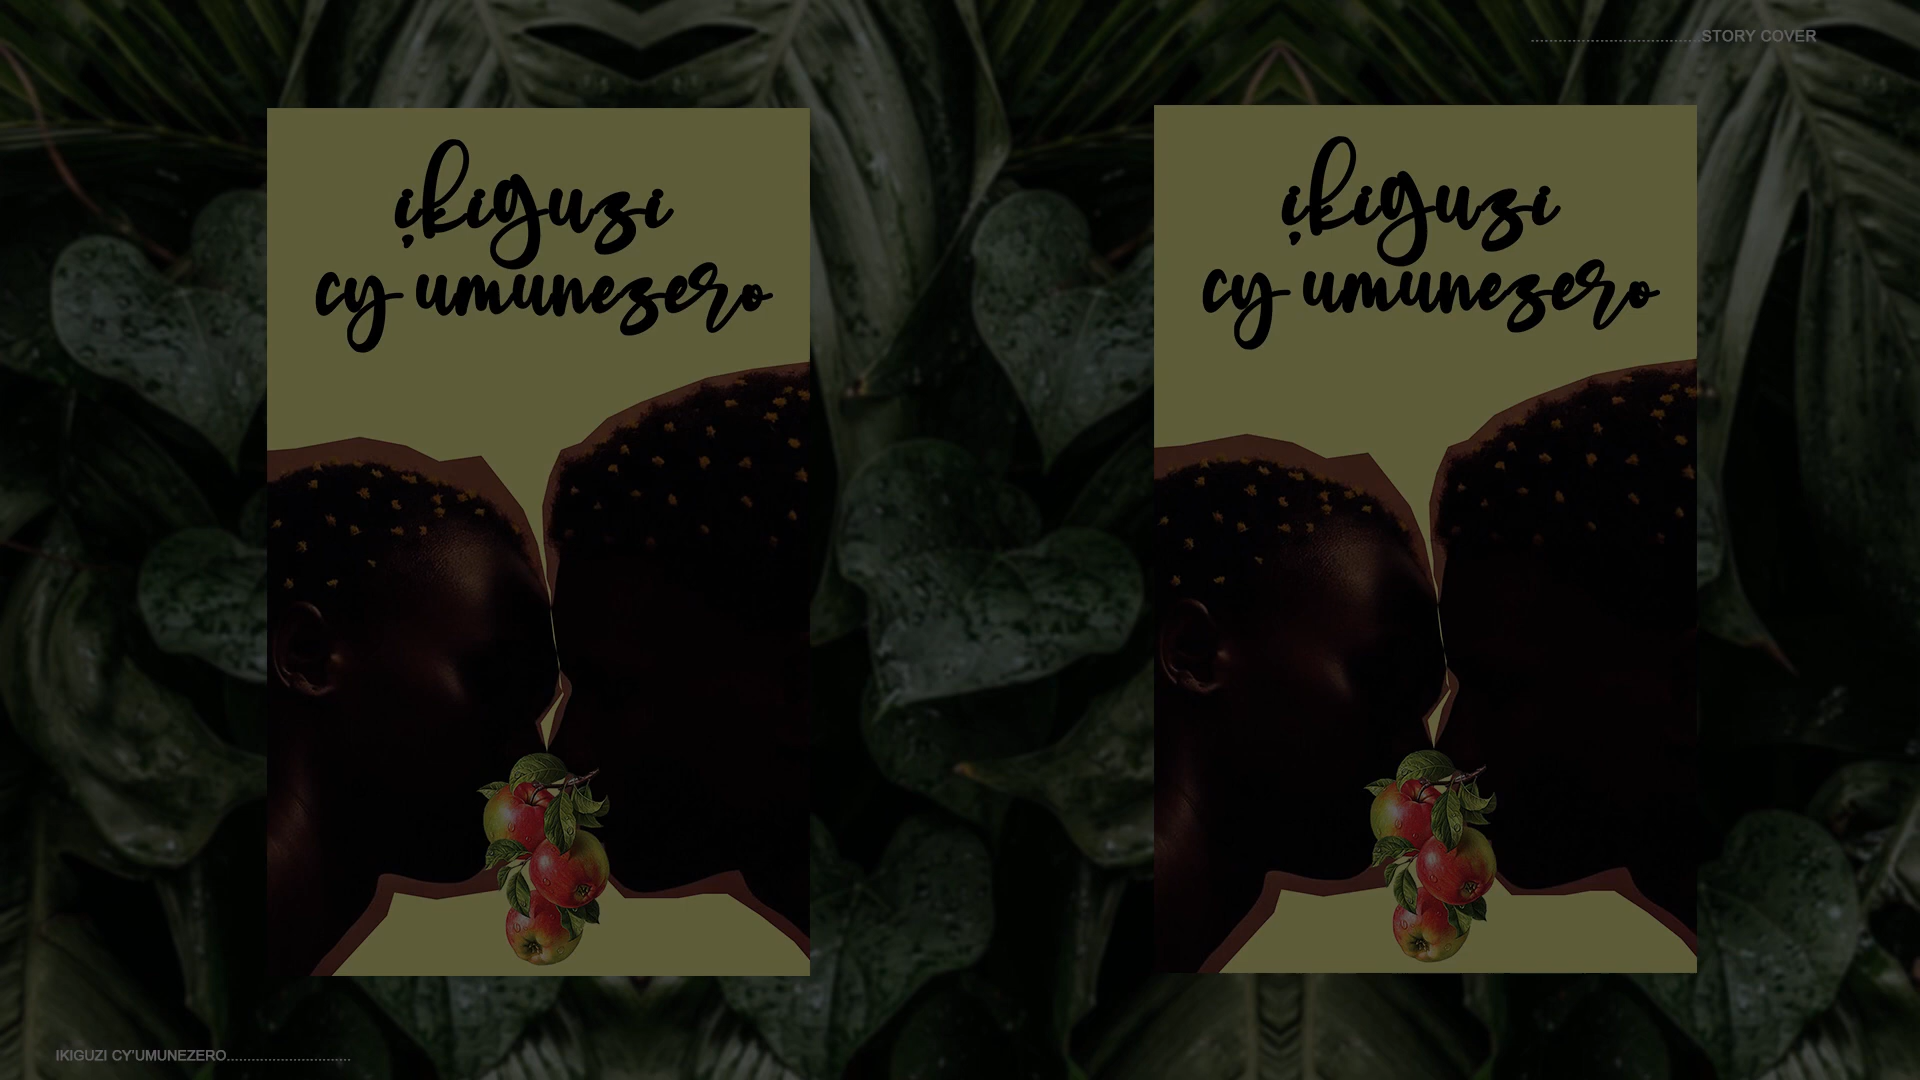 ..........................................STORY COVER
ikiguzi
cy umunezero
ikiguzi
cy umunezero
IKIGUZI CY'UMUNEZERO...............................